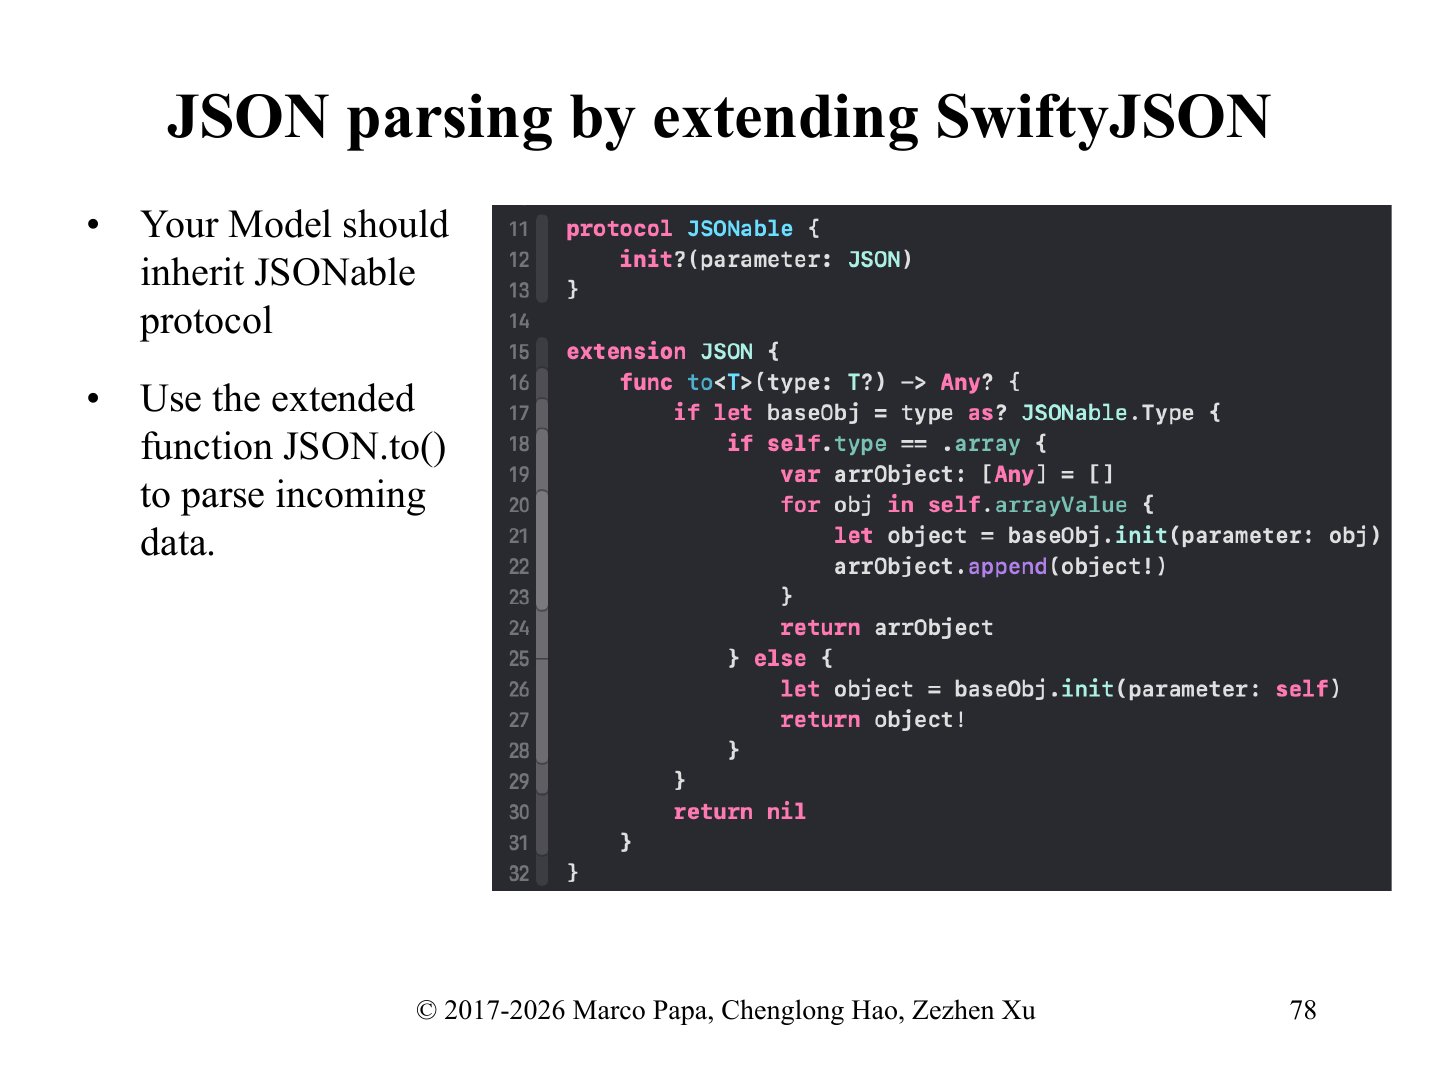 JSON parsing by extending SwiftyJSON
• Your Model should
inherit JSONable
protocol
• Use the extended
function JSON.to()
to parse incoming
data.
11 protocol JSONable {
12     init?(parameter: JSON)
13 }
14
15 extension JSON {
16     func to<T>(type: T?) -> Any? {
17         if let baseObj = type as? JSONable.Type {
18             if self.type == .array {
19                 var arrObject: [Any] = []
20                 for obj in self.arrayValue {
21                     let object = baseObj.init(parameter: obj)
22                     arrObject.append(object!)
23                 }
24                 return arrObject
25             } else {
26                 let object = baseObj.init(parameter: self)
27                 return object!
28             }
29         }
30         return nil
31     }
32 }
© 2017-2026 Marco Papa, Chenglong Hao, Zezhen Xu
78